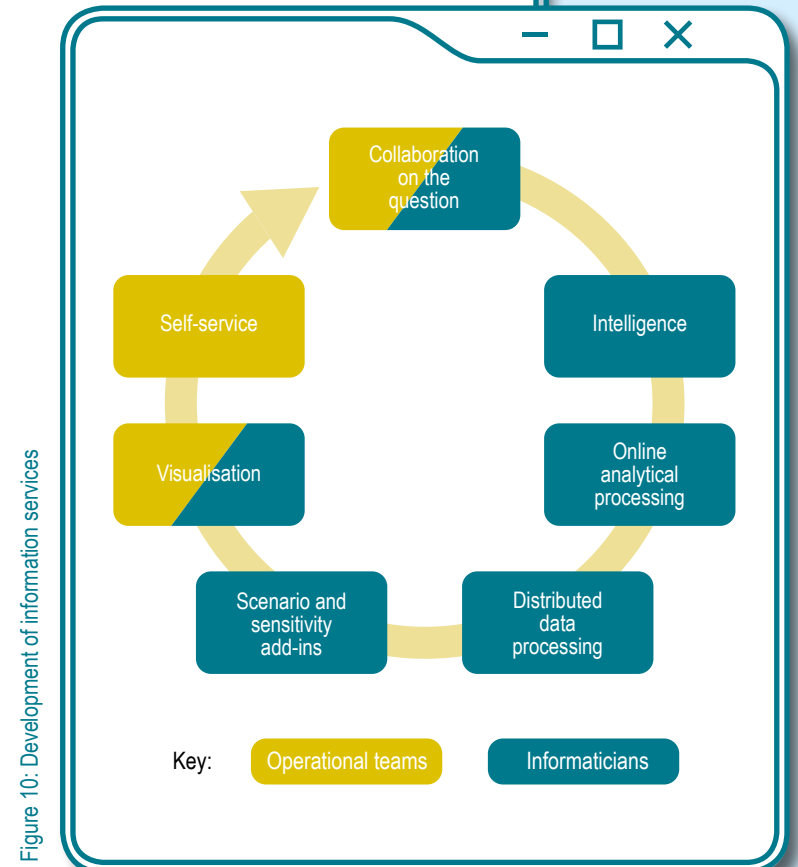 Collaboration
on the
question
Intelligence
Online
analytical
processing
Distributed
data
processing
Scenario and
sensitivity
add-ins
Visualisation
Self-service
Key:
Operational teams
Informaticians
Figure 10: Development of information services